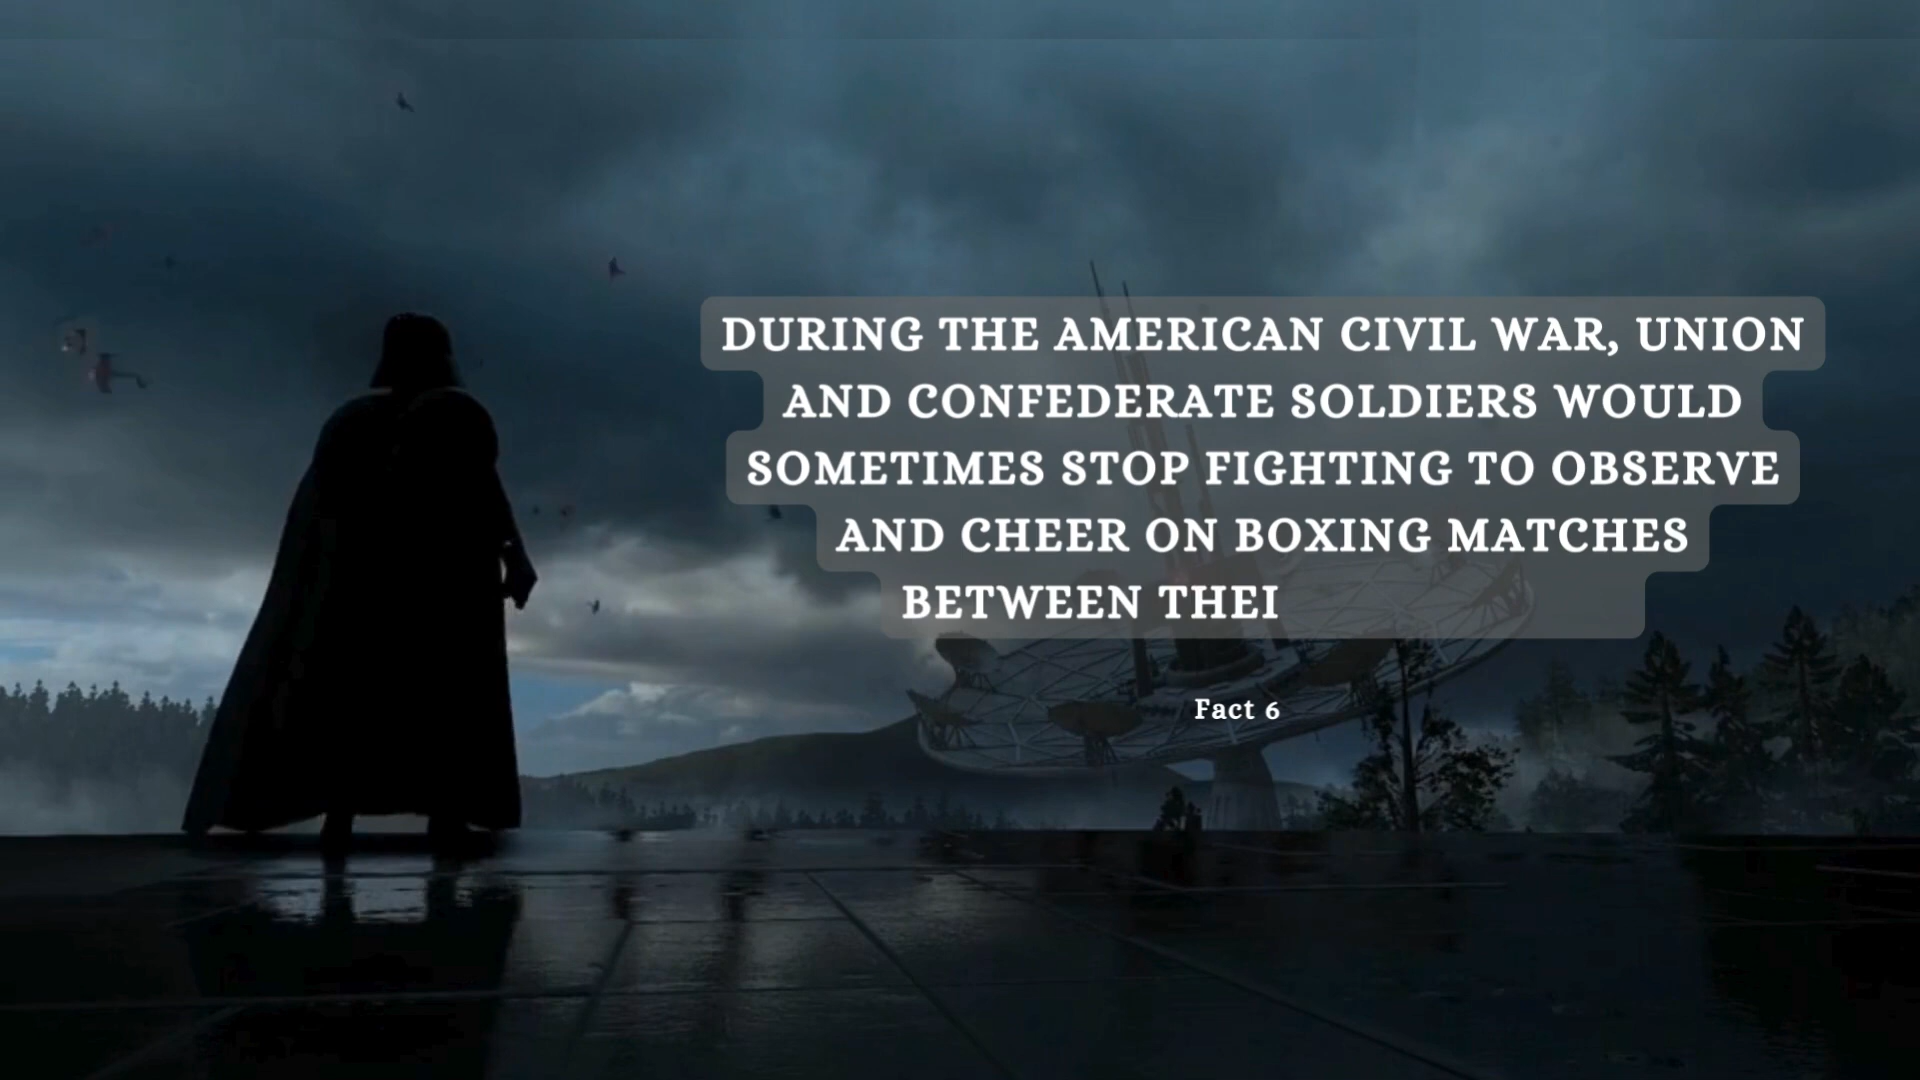 DURING THE AMERICAN CIVIL WAR, UNION
AND CONFEDERATE SOLDIERS WOULD
SOMETIMES STOP FIGHTING TO OBSERVE
AND CHEER ON BOXING MATCHES
BETWEEN THEI
Fact 6